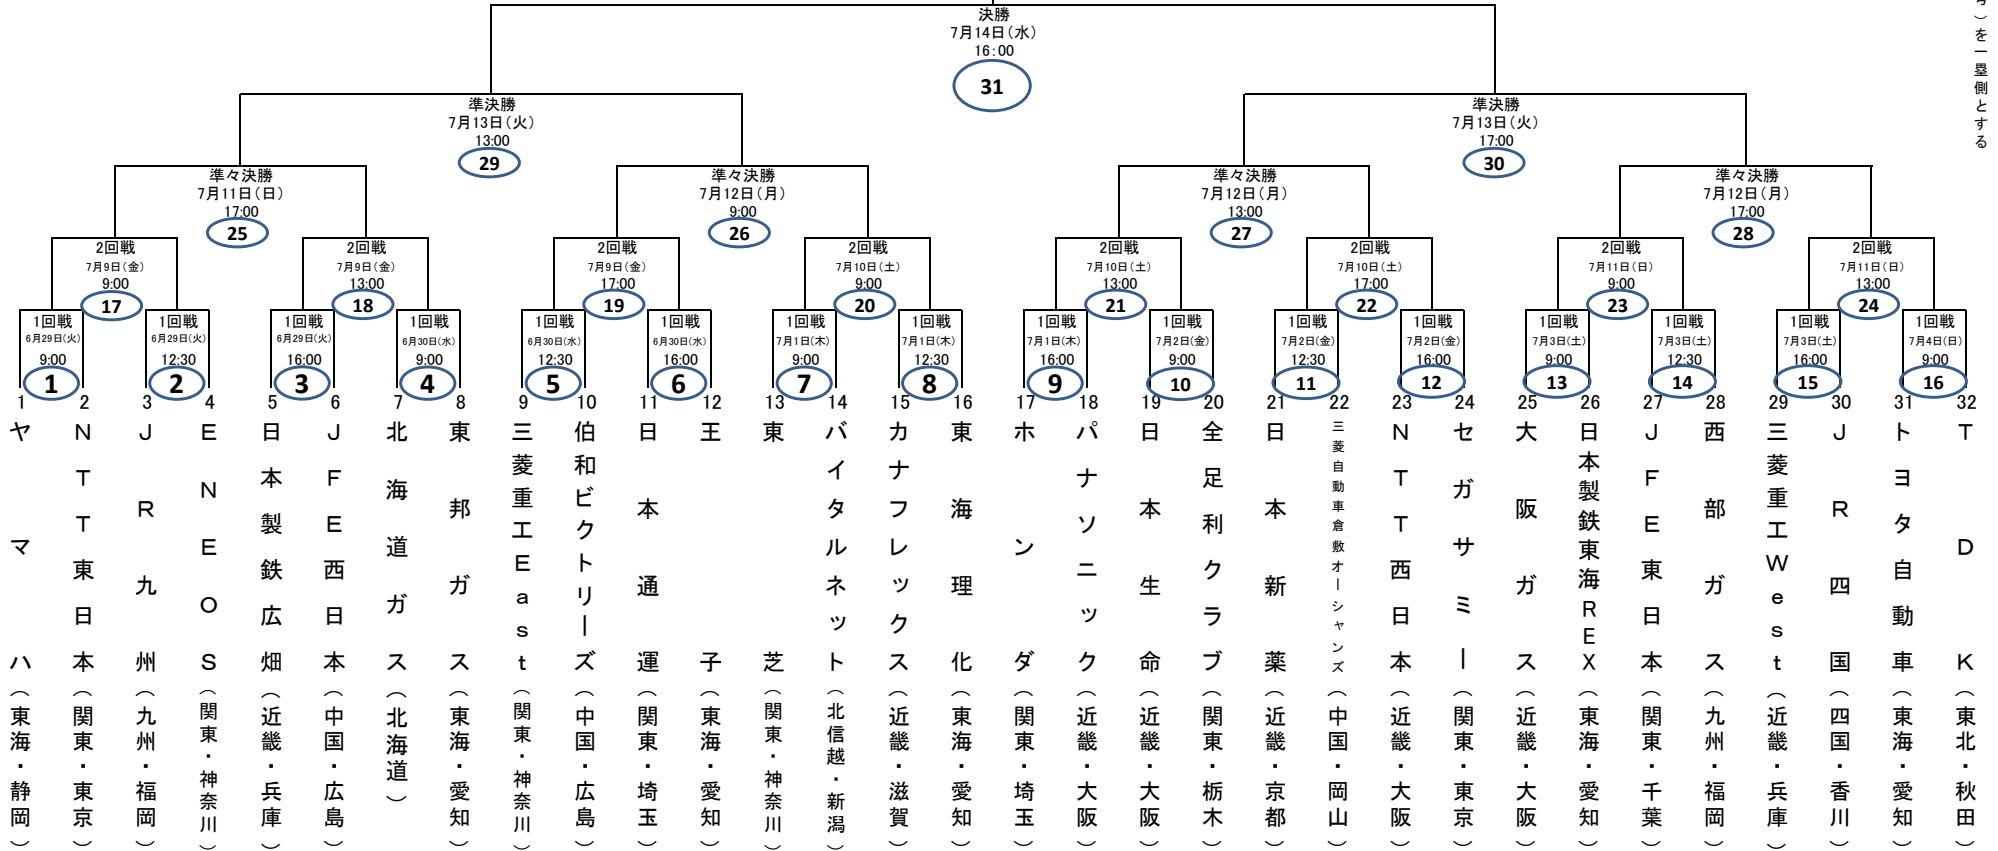 考）を一塁側とする
決勝
7月14日（水）
16:00
31
準決勝
7月13日（火）
13:00
29
準決勝
7月13日（火）
17:00
30
準々決勝
7月11日（日）
17:00
25
準々決勝
7月12日（月）
9:00
26
準々決勝
7月12日（月）
13:00
27
準々決勝
7月12日（月）
17:00
28
2回戦
7月9日（金）
9:00
17
2回戦
7月9日（金）
13:00
18
2回戦
7月9日（金）
17:00
19
2回戦
7月10日（土）
9:00
20
2回戦
7月10日（土）
13:00
21
2回戦
7月10日（土）
17:00
22
2回戦
7月11日（日）
9:00
23
2回戦
7月11日（日）
13:00
24
1回戦
6月29日（火）
9:00
1
1回戦
6月29日（火）
12:30
2
1回戦
6月29日（火）
16:00
3
1回戦
6月30日（水）
9:00
4
1回戦
6月30日（水）
12:30
5
1回戦
6月30日（水）
16:00
6
1回戦
7月1日（木）
9:00
7
1回戦
7月1日（木）
12:30
8
1回戦
7月1日（木）
16:00
9
1回戦
7月2日（金）
9:00
10
1回戦
7月2日（金）
12:30
11
1回戦
7月2日（金）
16:00
12
1回戦
7月3日（土）
9:00
13
1回戦
7月3日（土）
12:30
14
1回戦
7月3日（土）
16:00
15
1回戦
7月4日（日）
9:00
16
1 ヤマハ（東海・静岡）
2 NTT東日本（関東・東京）
3 JR九州（九州・福岡）
4 ENEOS（関東・神奈川）
5 日本製鉄広畑（近畿・兵庫）
6 JFE西日本（中国・広島）
7 北海道ガス（北海道）
8 東邦ガス（東海・愛知）
9 三菱重工East（関東・神奈川）
10 伯和ビクトリーズ（中国・広島）
11 日本通運（関東・埼玉）
12 王子（東海・愛知）
13 東芝（関東・神奈川）
14 バイタルネット（北信越・新潟）
15 カナフレックス（近畿・滋賀）
16 東海理化（東海・愛知）
17 ホンダ（関東・埼玉）
18 パナソニック（近畿・大阪）
19 日本生命（近畿・大阪）
20 全足利クラブ（関東・栃木）
21 日本新薬（近畿・京都）
22 三菱自動車倉敷オーシャンズ（中国・岡山）
23 NTT西日本（近畿・大阪）
24 セガサミー（関東・東京）
25 大阪ガス（近畿・大阪）
26 日本製鉄東海REX（東海・愛知）
27 JFE東日本（関東・千葉）
28 西部ガス（九州・福岡）
29 三菱重工West（近畿・兵庫）
30 JR四国（四国・香川）
31 トヨタ自動車（東海・愛知）
32 TDK（東北・秋田）